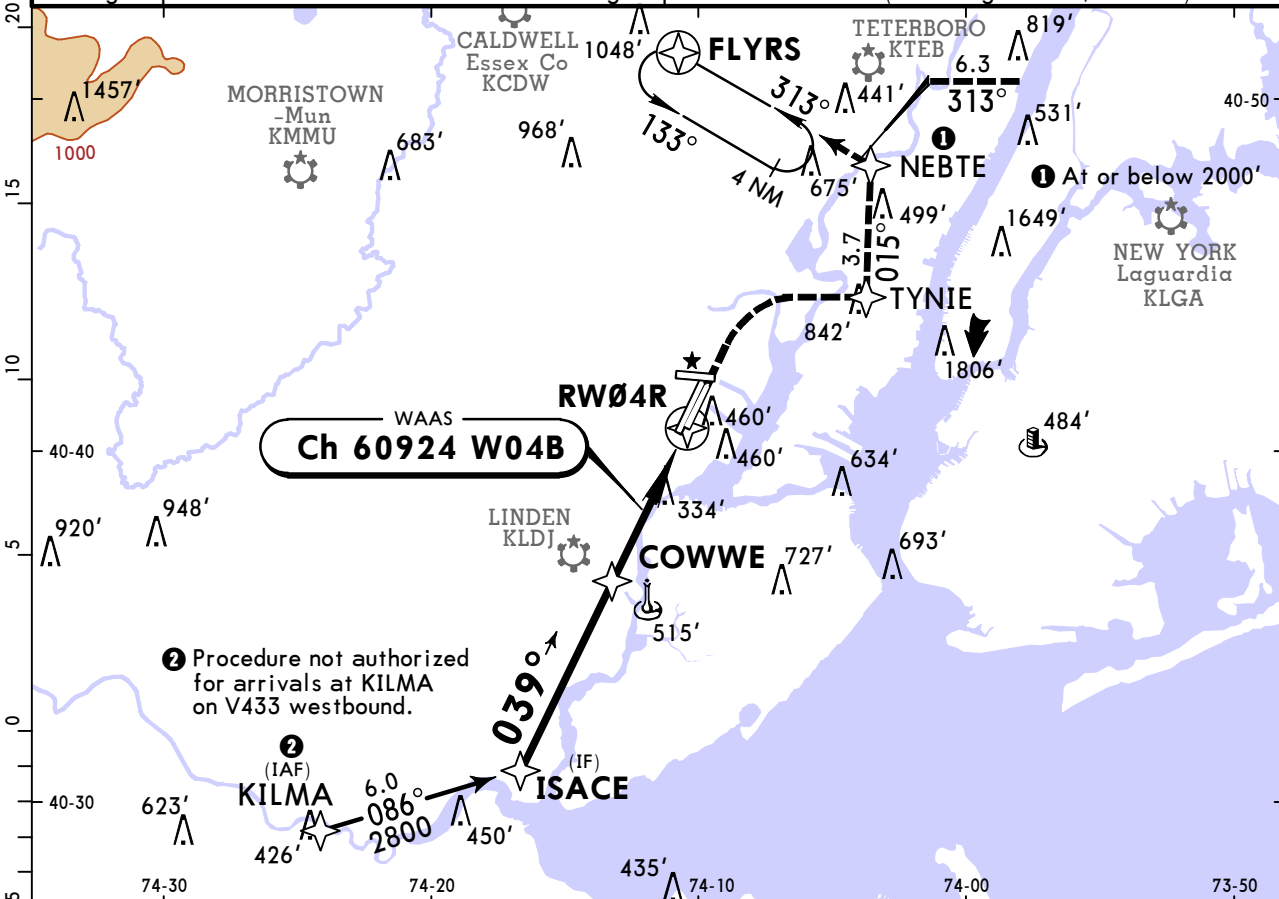 20
CALDWELL
Essex Co
KCDW
1048′
FLYRS
TETERBORO
KTEB
819′
6.3
313°
1457′
MORRISTOWN
-Mun
KMMU
313°
441′
40-50
531′
1000
683′
968′
133°
1
NEBTE
1 At or below 2000′
4 NM
675′
15
499′
1649′
3.7
015°
NEW YORK
Laguardia
KLGA
TYNIE
842′
1806′
10
RWØ4R
WAAS
Ch 60924 W04B
460′
460′
484′
40-40
634′
334′
948′
920′
LINDEN
KLDJ
693′
5
COWWE
727′
515′
2 Procedure not authorized
for arrivals at KILMA
on V433 westbound.
039°
0
2
(IAF)
KILMA
(IF)
ISACE
6.0
086°
2800
40-30
623′
426′
450′
435′
5
74-30
74-20
74-10
74-00
73-50